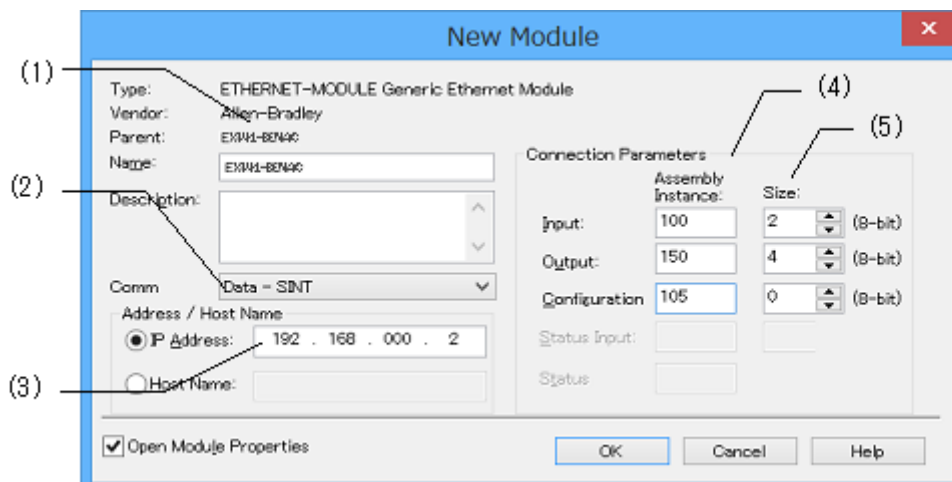 New Module
(1)
Type: ETHERNET-MODULE Generic Ethernet Module
Vendor: Allen-Bradley
Parent:
Name:
(2)
Description:
Comm Data - SINT
Address / Host Name
IP Address: 192 . 168 . 000 . 2
(3)
Host Name:
Connection Parameters
(4)
(5)
Assembly Instance: Size:
Input: 100 2 (8-bit)
Output: 150 4 (8-bit)
Configuration 105 0 (8-bit)
Status Input:
Status
Open Module Properties
OK Cancel Help